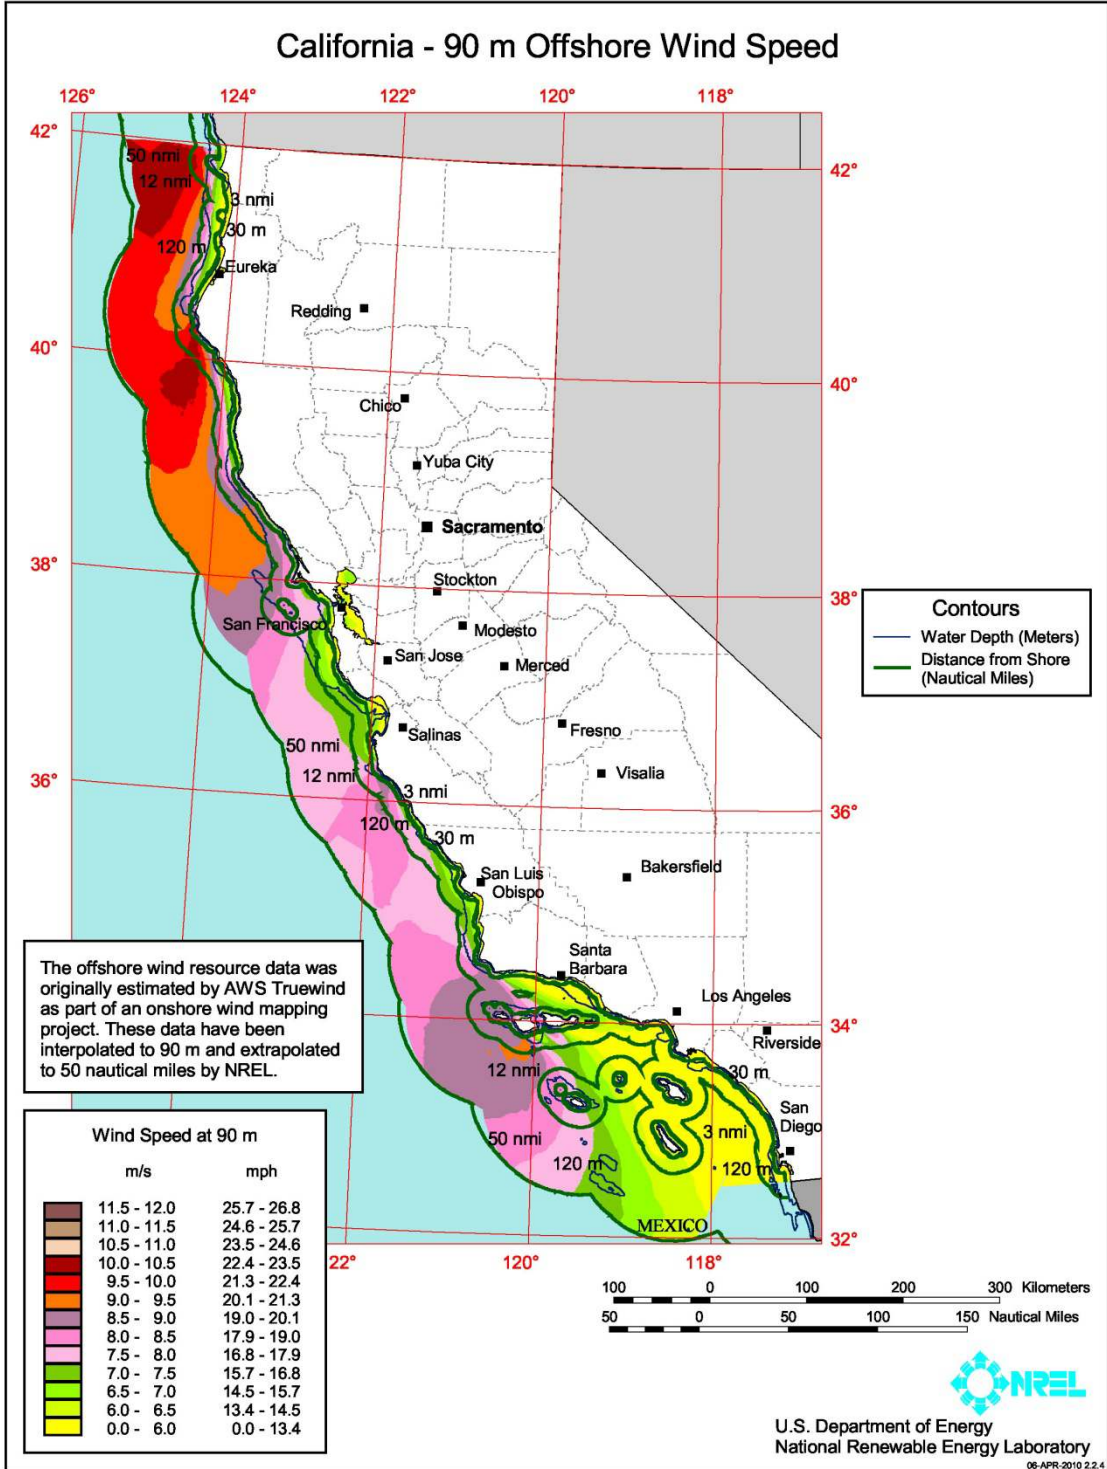 California - 90 m Offshore Wind Speed
126° 124° 122° 120° 118°
42°
42°
50 nmi
12 nmi
3 nmi
30 m
120 m
Eureka
Redding
40°
40°
Chico
Yuba City
Sacramento
38°
38°
Stockton
San Francisco
Modesto
San Jose
Merced
Salinas
Fresno
50 nmi
12 nmi
Visalia
36°
36°
3 nmi
120 m
30 m
San Luis
Obispo
Bakersfield
Santa
Barbara
Los Angeles
34°
Riverside
12 nmi
30 m
San
Diego
50 nmi
3 nmi
120 m
120 m
MEXICO
32°
22° 120° 118°
Contours
Water Depth (Meters)
Distance from Shore
(Nautical Miles)
The offshore wind resource data was
originally estimated by AWS Truewind
as part of an onshore wind mapping
project. These data have been
interpolated to 90 m and extrapolated
to 50 nautical miles by NREL.
Wind Speed at 90 m
m/s mph
11.5 - 12.0 25.7 - 26.8
11.0 - 11.5 24.6 - 25.7
10.5 - 11.0 23.5 - 24.6
10.0 - 10.5 22.4 - 23.5
9.5 - 10.0 21.3 - 22.4
9.0 - 9.5 20.1 - 21.3
8.5 - 9.0 19.0 - 20.1
8.0 - 8.5 17.9 - 19.0
7.5 - 8.0 16.8 - 17.9
7.0 - 7.5 15.7 - 16.8
6.5 - 7.0 14.5 - 15.7
6.0 - 6.5 13.4 - 14.5
0.0 - 6.0 0.0 - 13.4
100 0 100 200 300 Kilometers
50 0 50 100 150 Nautical Miles
NREL
U.S. Department of Energy
National Renewable Energy Laboratory
06-APR-2010 2.2.4